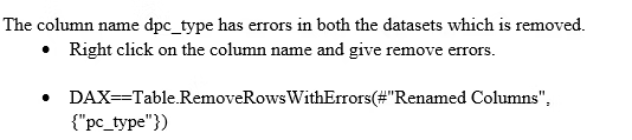 The column name dpc_type has errors in both the datasets which is removed.
• Right click on the column name and give remove errors.
• DAX==Table.RemoveRowsWithErrors(#"Renamed Columns",
{"pc_type"})